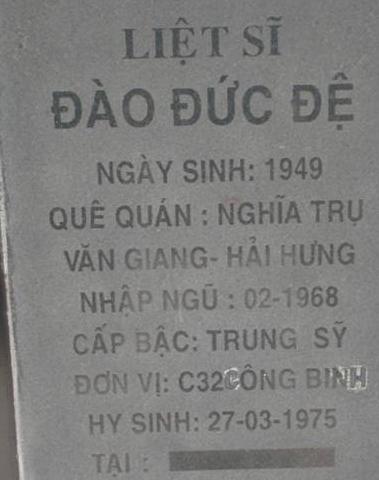 LIỆT SĨ
ĐÀO ĐỨC ĐỆ
NGÀY SINH: 1949
QUÊ QUÁN : NGHĨA TRỤ
VĂN GIANG- HẢI HƯNG
NHẬP NGŨ : 02-1968
CẤP BẬC: TRUNG SỸ
ĐƠN VỊ: C32CÔNG BINH
HY SINH: 27-03-1975
TẠI :